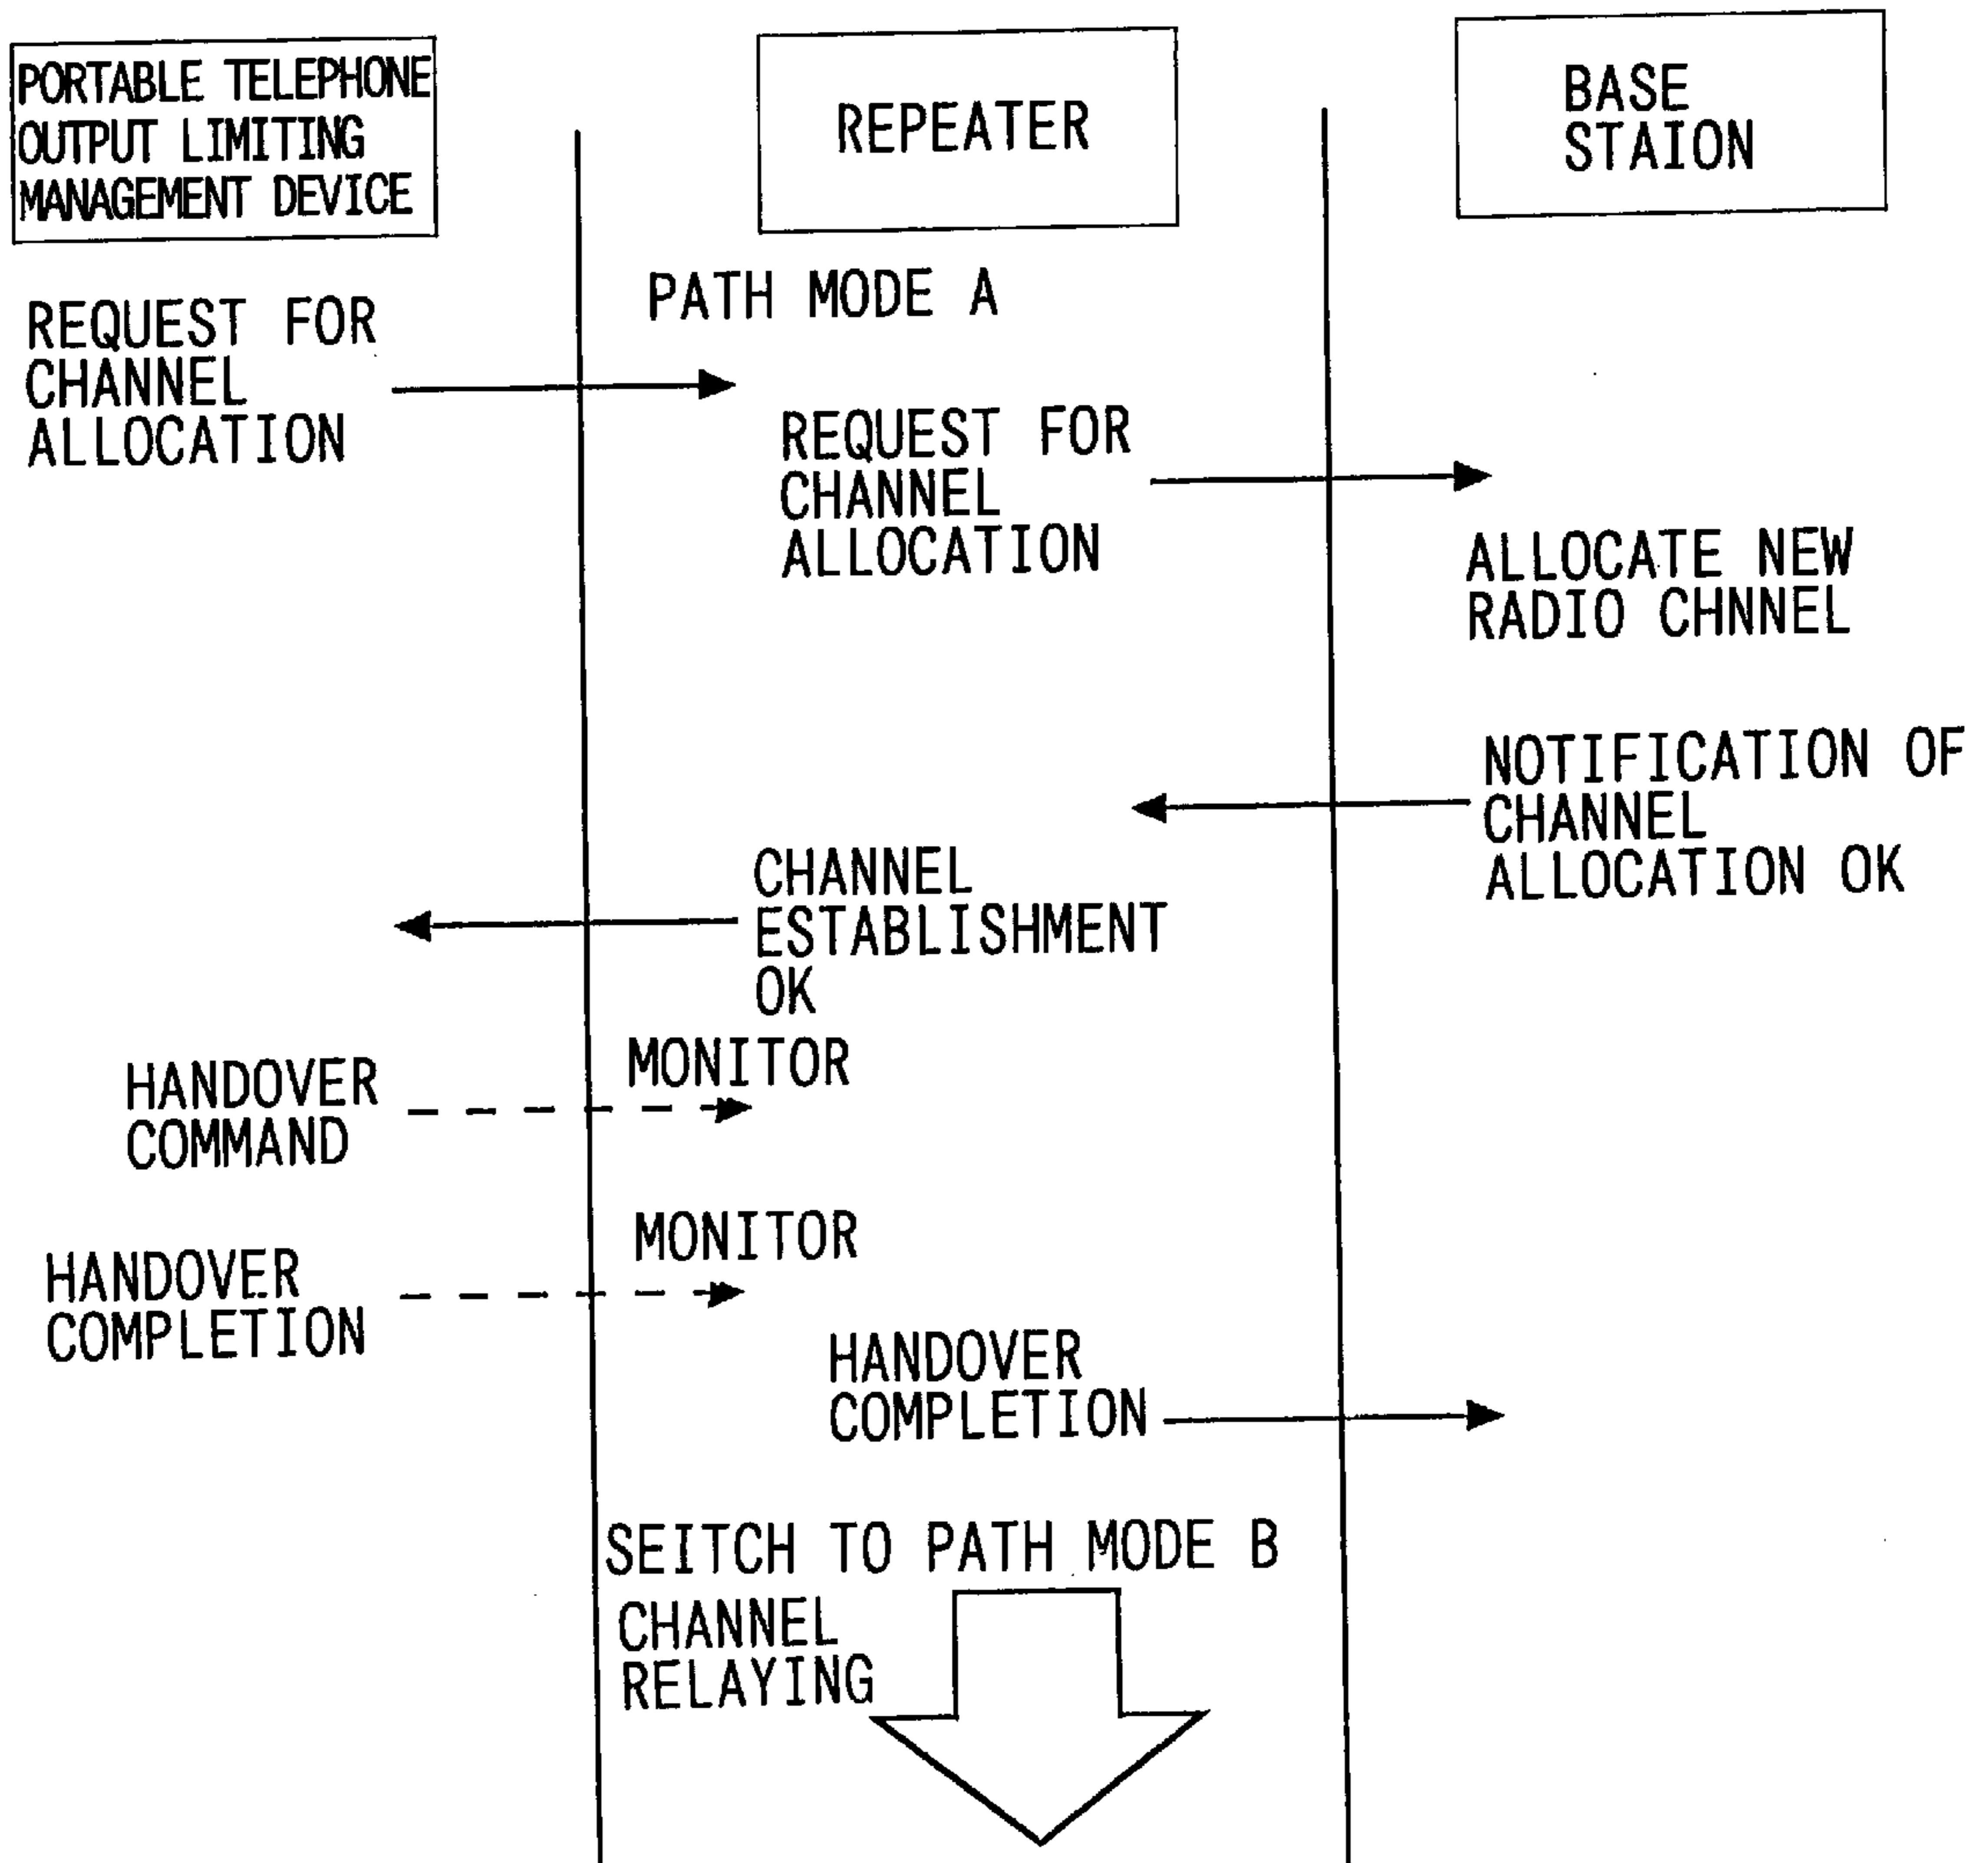 PORTABLE TELEPHONE
OUTPUT LIMITING
MANAGEMENT DEVICE
REPEATER
BASE
STAION
PATH MODE A
REQUEST FOR
CHANNEL
ALLOCATION
REQUEST FOR
CHANNEL
ALLOCATION
ALLOCATE NEW
RADIO CHNNEL
NOTIFICATION OF
CHANNEL
ALLOCATION OK
CHANNEL
ESTABLISHMENT
OK
MONITOR
HANDOVER
COMMAND
MONITOR
HANDOVER
COMPLETION
HANDOVER
COMPLETION
SEITCH TO PATH MODE B
CHANNEL
RELAYING